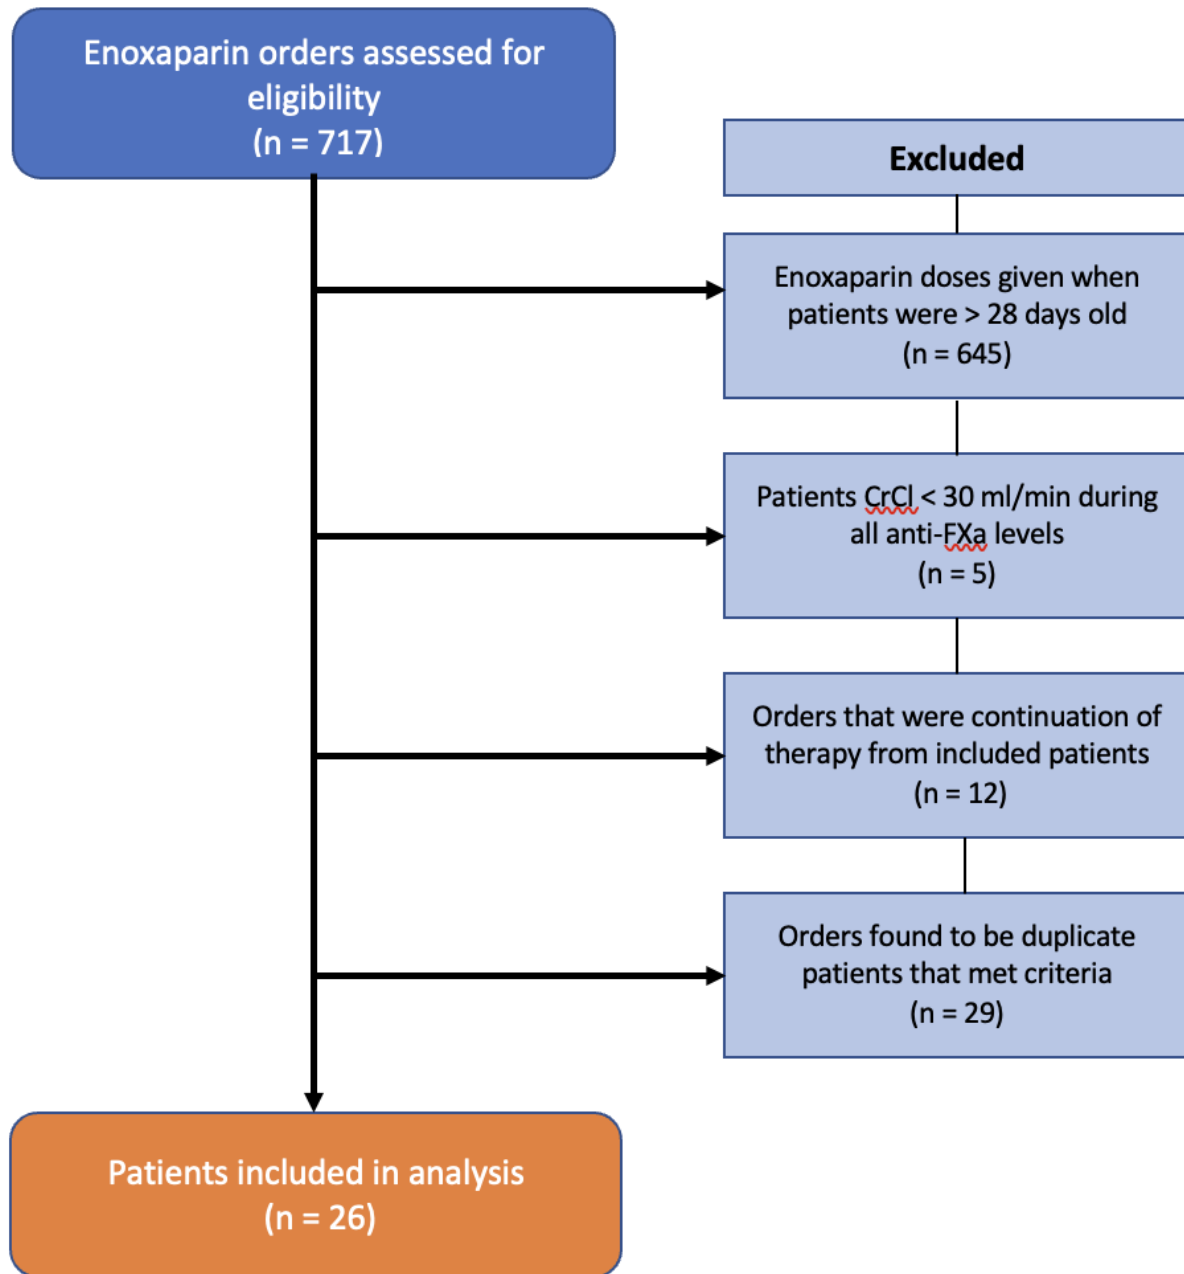 Enoxaparin orders assessed for
eligibility
(n = 717)
Excluded
Enoxaparin doses given when
patients were > 28 days old
(n = 645)
Patients CrCl < 30 ml/min during
all anti-FXa levels
(n = 5)
Orders that were continuation of
therapy from included patients
(n = 12)
Orders found to be duplicate
patients that met criteria
(n = 29)
Patients included in analysis
(n = 26)